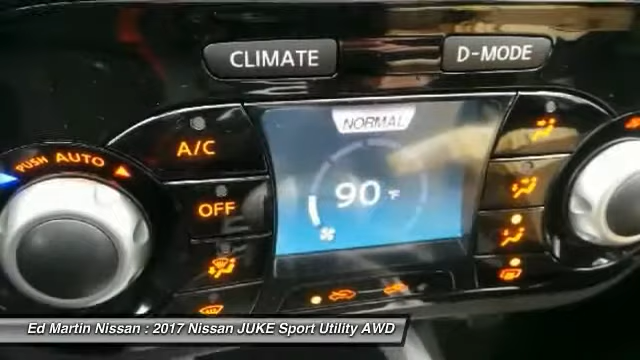 CLIMATE
D-MODE
NORMAL
A/C
PUSH AUTO
90 °F
OFF
Ed Martin Nissan : 2017 Nissan JUKE Sport Utility AWD